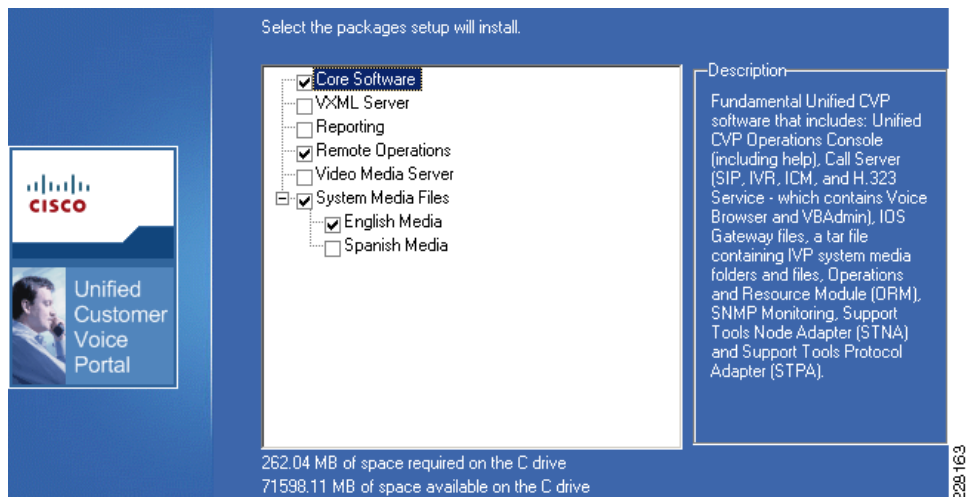 Select the packages setup will install.
Core Software
VXML Server
Reporting
Remote Operations
Video Media Server
System Media Files
English Media
Spanish Media
Description
Fundamental Unified CVP
software that includes: Unified
CVP Operations Console
(including help), Call Server
(SIP, IVR, ICM, and H.323
Service - which contains Voice
Browser and VBAdmin), IOS
Gateway files, a tar file
containing IVP system media
folders and files, Operations
and Resource Module (ORM),
SNMP Monitoring, Support
Tools Node Adapter (STNA)
and Support Tools Protocol
Adapter (STPA).
CISCO
Unified
Customer
Voice
Portal
262.04 MB of space required on the C drive
71598.11 MB of space available on the C drive